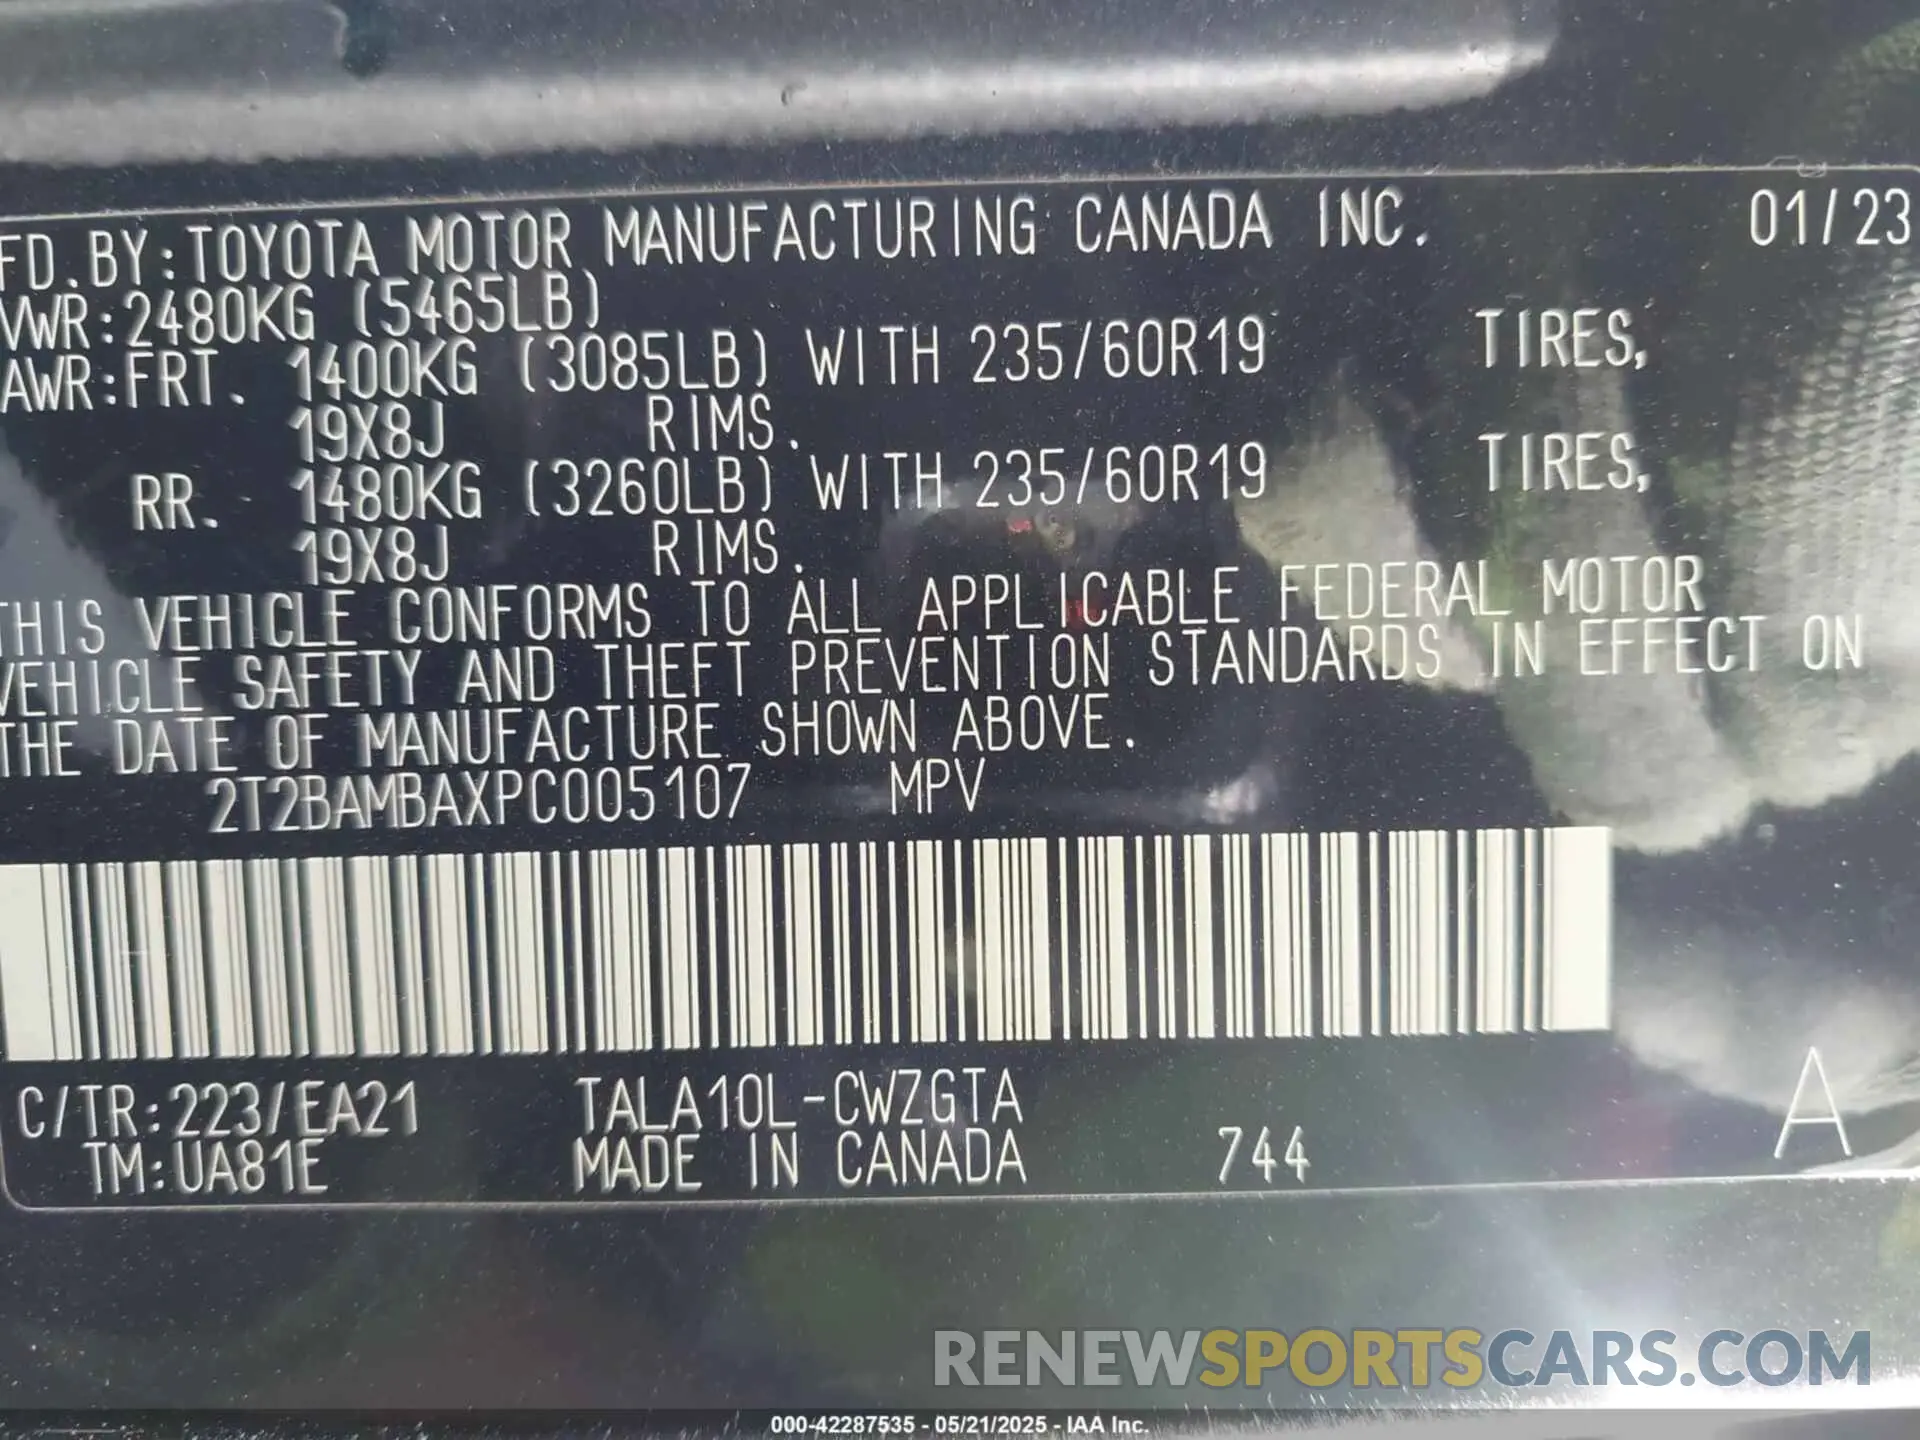 FD.BY:TOYOTA MOTOR MANUFACTURING CANADA INC. 01/23
VWR:2480KG (5465LB)
AWR:FRT. 1400KG (3085LB) WITH 235/60R19 TIRES,
19X8J RIMS.
RR. 1480KG (3260LB) WITH 235/60R19 TIRES,
19X8J RIMS.
THIS VEHICLE CONFORMS TO ALL APPLICABLE FEDERAL MOTOR
VEHICLE SAFETY AND THEFT PREVENTION STANDARDS IN EFFECT ON
THE DATE OF MANUFACTURE SHOWN ABOVE.
2T2BAMBAXPC005107 MPV
C/TR:223/EA21 TALA10L-CWZGTA A
TM:UA81E MADE IN CANADA 744
RENEWSPORTSCARS.COM
000-42287535 - 05/21/2025 - IAA Inc.